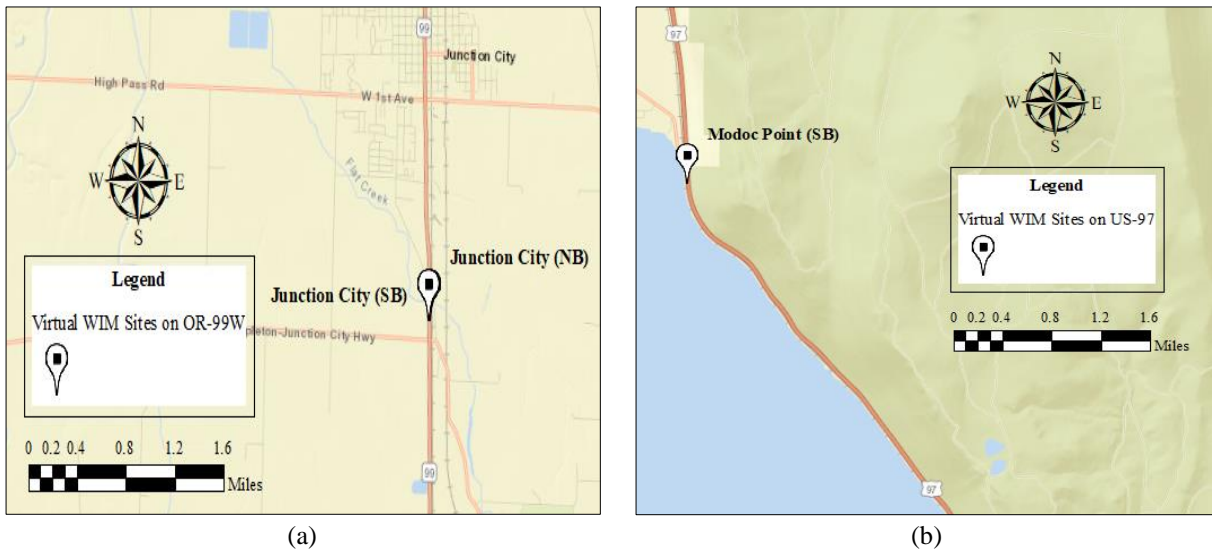 99
Junction City
High Pass Rd
W 1st Ave
N
W E
S
Flat Creek
Junction City (NB)
Junction City (SB)
Legend
Virtual WIM Sites on OR-99W
pleton-Junction City Hwy
0 0.2 0.4 0.8 1.2 1.6
Miles
99
(a)
97
N
W E
S
Modoc Point (SB)
Legend
Virtual WIM Sites on US-97
0 0.2 0.4 0.8 1.2 1.6
Miles
97
(b)